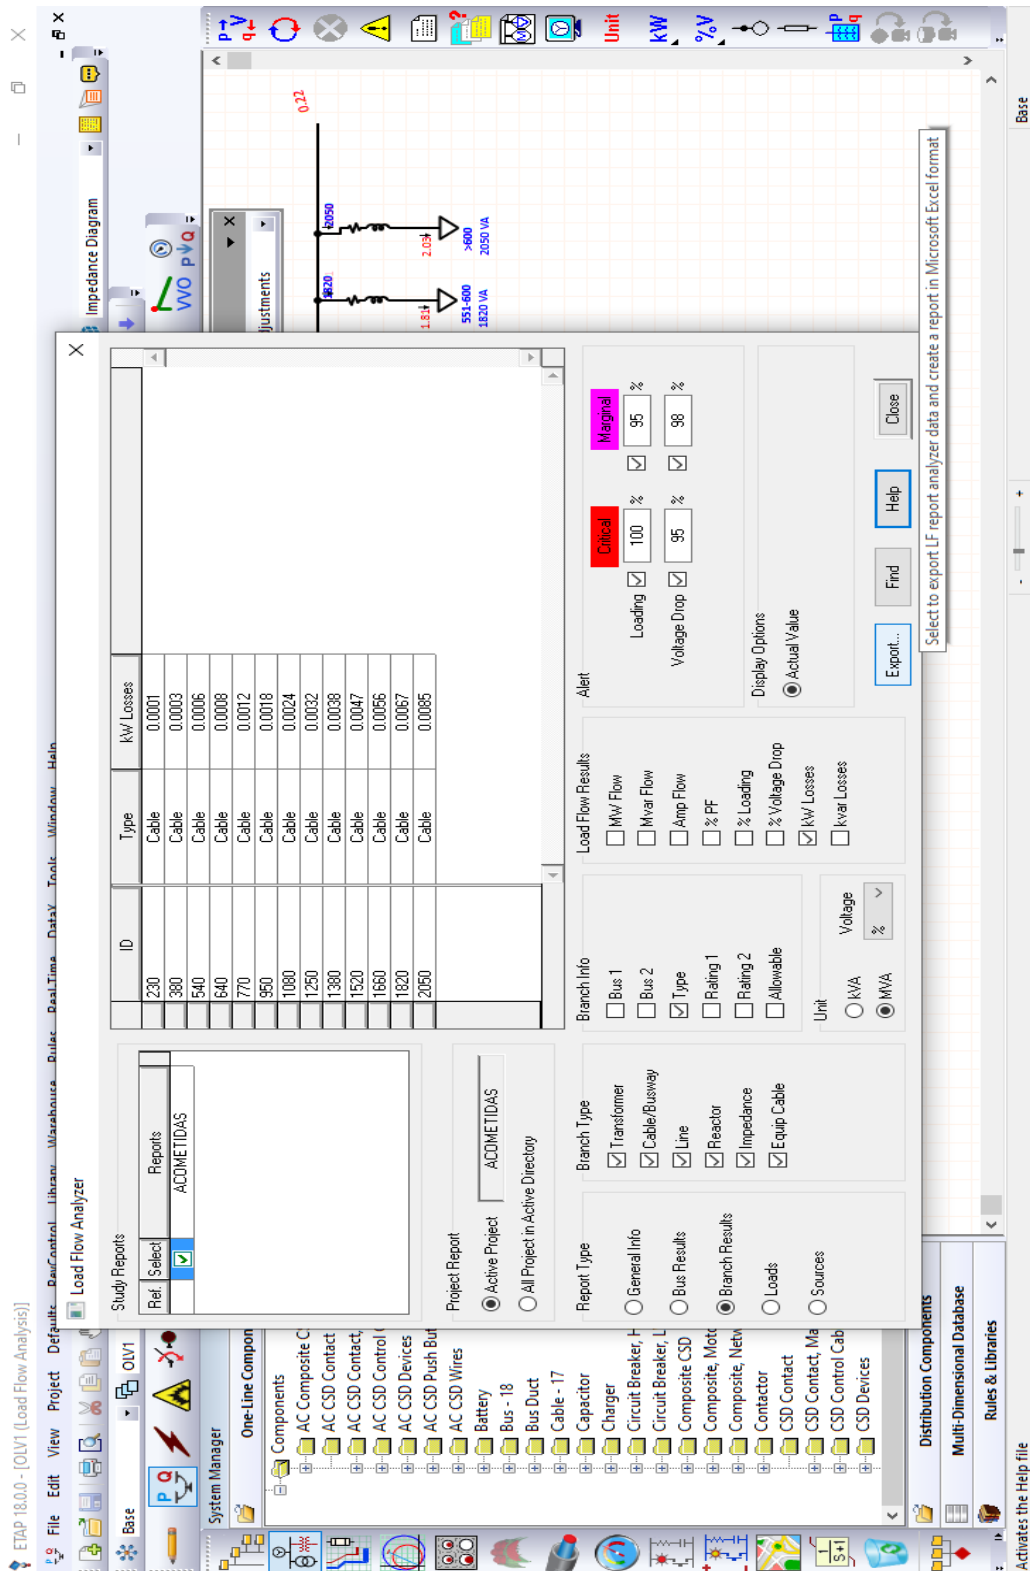 ETAP 18.0.0 - [OLV1 (Load Flow Analysis)]
File Edit View Project Defaults RevControl Library Warehouse Rules Real-Time DataX Tools Window Help
Base
OLV1
Impedance Diagram
System Manager
One-Line Compon
Components
AC Composite C
AC CSD Contact
AC CSD Contact,
AC CSD Control
AC CSD Devices
AC CSD Push But
AC CSD Wires
Battery
Bus - 18
Bus Duct
Cable - 17
Capacitor
Charger
Circuit Breaker, H
Circuit Breaker, L
Composite CSD
Composite, Moto
Composite, Netw
Contactor
CSD Contact
CSD Contact, Ma
CSD Control Cab
CSD Devices
Distribution Components
Multi-Dimensional Database
Rules & Libraries
Load Flow Analyzer
Study Reports
Ref. Select Reports
ACOMETIDAS
Project Report
Active Project
ACOMETIDAS
All Project in Active Directory
Report Type
General Info
Bus Results
Branch Results
Loads
Sources
Branch Type
Transformer
Cable/Busway
Line
Reactor
Impedance
Equip Cable
ID Type kW Losses
230 Cable 0.0001
380 Cable 0.0003
540 Cable 0.0006
640 Cable 0.0008
770 Cable 0.0012
950 Cable 0.0018
1080 Cable 0.0024
1250 Cable 0.0032
1380 Cable 0.0038
1520 Cable 0.0047
1660 Cable 0.0056
1820 Cable 0.0067
2050 Cable 0.0085
Branch Info
Bus 1
Bus 2
Type
Rating 1
Rating 2
Allowable
Unit
kVA
MVA
Voltage
%
Load Flow Results
MW Flow
Mvar Flow
Amp Flow
% PF
% Loading
% Voltage Drop
kW Losses
kvar Losses
Alert
Critical Marginal
Loading 100 % 95 %
Voltage Drop 95 % 98 %
Display Options
Actual Value
Export... Find Help Close
Select to export LF report analyzer data and create a report in Microsoft Excel format
VVO
justments
Unit
kW
%V
0.22
1820
1.81
551-600
1820 VA
2050
2.03
>600
2050 VA
Activates the Help file
Base